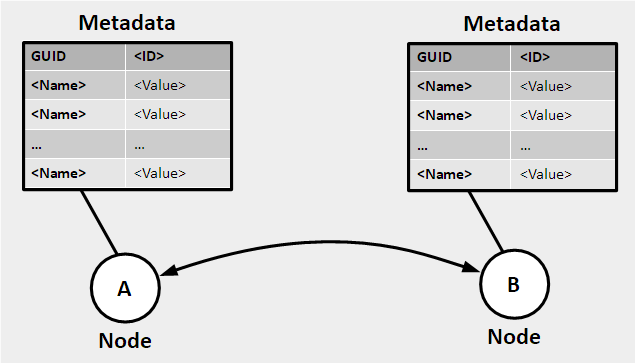 Metadata
GUID <ID>
<Name> <Value>
<Name> <Value>
... ...
<Name> <Value>
A
Node
Metadata
GUID <ID>
<Name> <Value>
<Name> <Value>
... ...
<Name> <Value>
B
Node